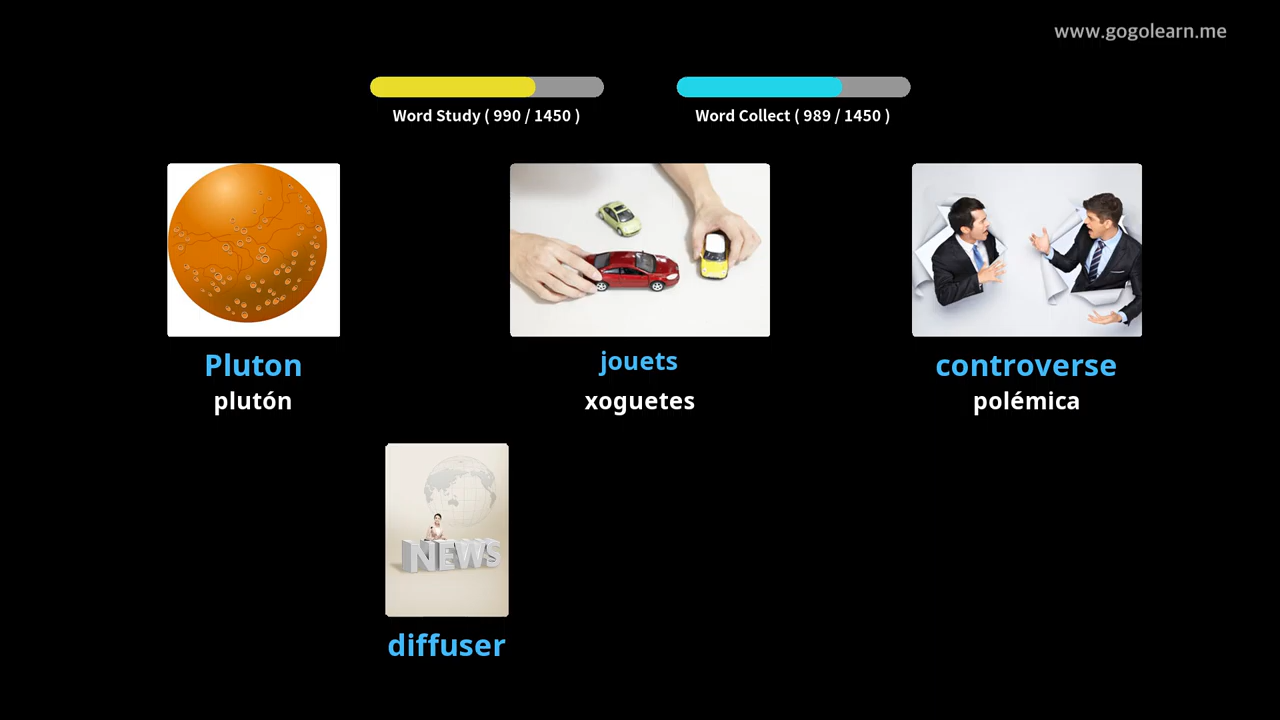 www.gogolearn.me
Word Study ( 990 / 1450 )
Word Collect ( 989 / 1450 )
Pluton
plutón
jouets
xoguetes
controverse
polémica
NEWS
diffuser